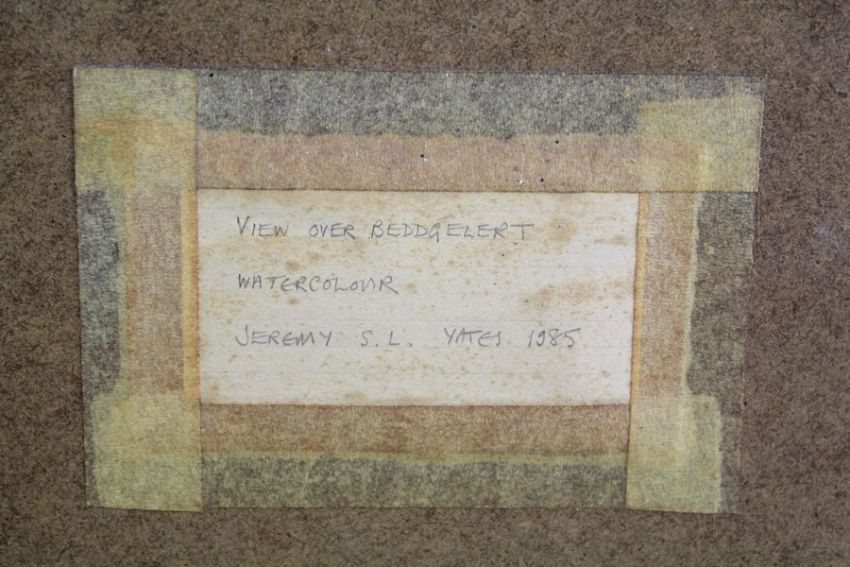 VIEW OVER BEDDGELERT
WATERCOLOUR
JEREMY S.L. YATES 1985